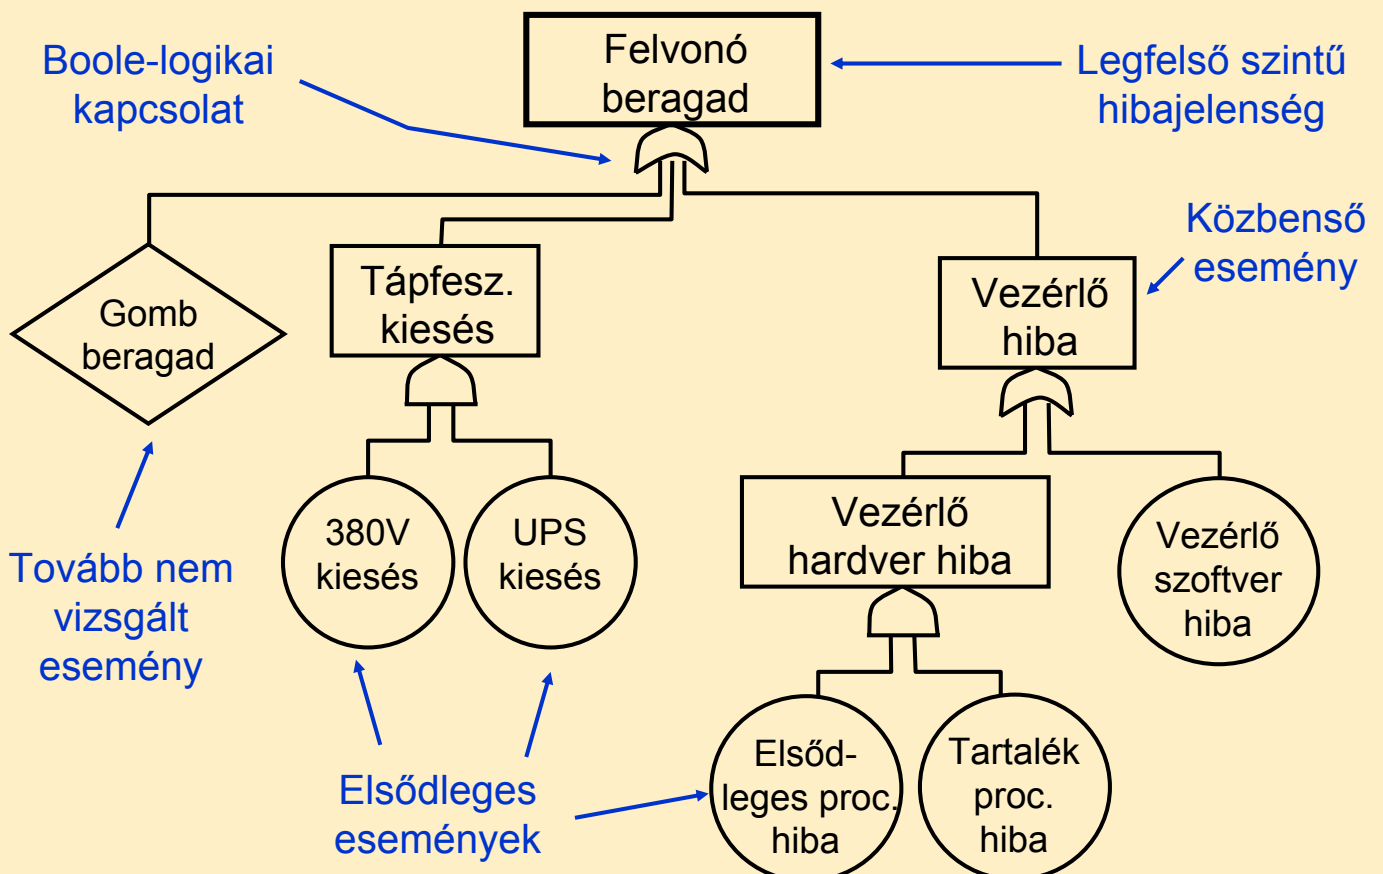 Boole-logikai
kapcsolat
Felvonó
beragad
Legfelső szintű
hibajelenség
Közbenső
esemény
Gomb
beragad
Tápfesz.
kiesés
Vezérlő
hiba
380V
kiesés
UPS
kiesés
Vezérlő
hardver hiba
Vezérlő
szoftver
hiba
Tovább nem
vizsgált
esemény
Elsődleges
események
Elsőd-
leges proc.
hiba
Tartalék
proc.
hiba